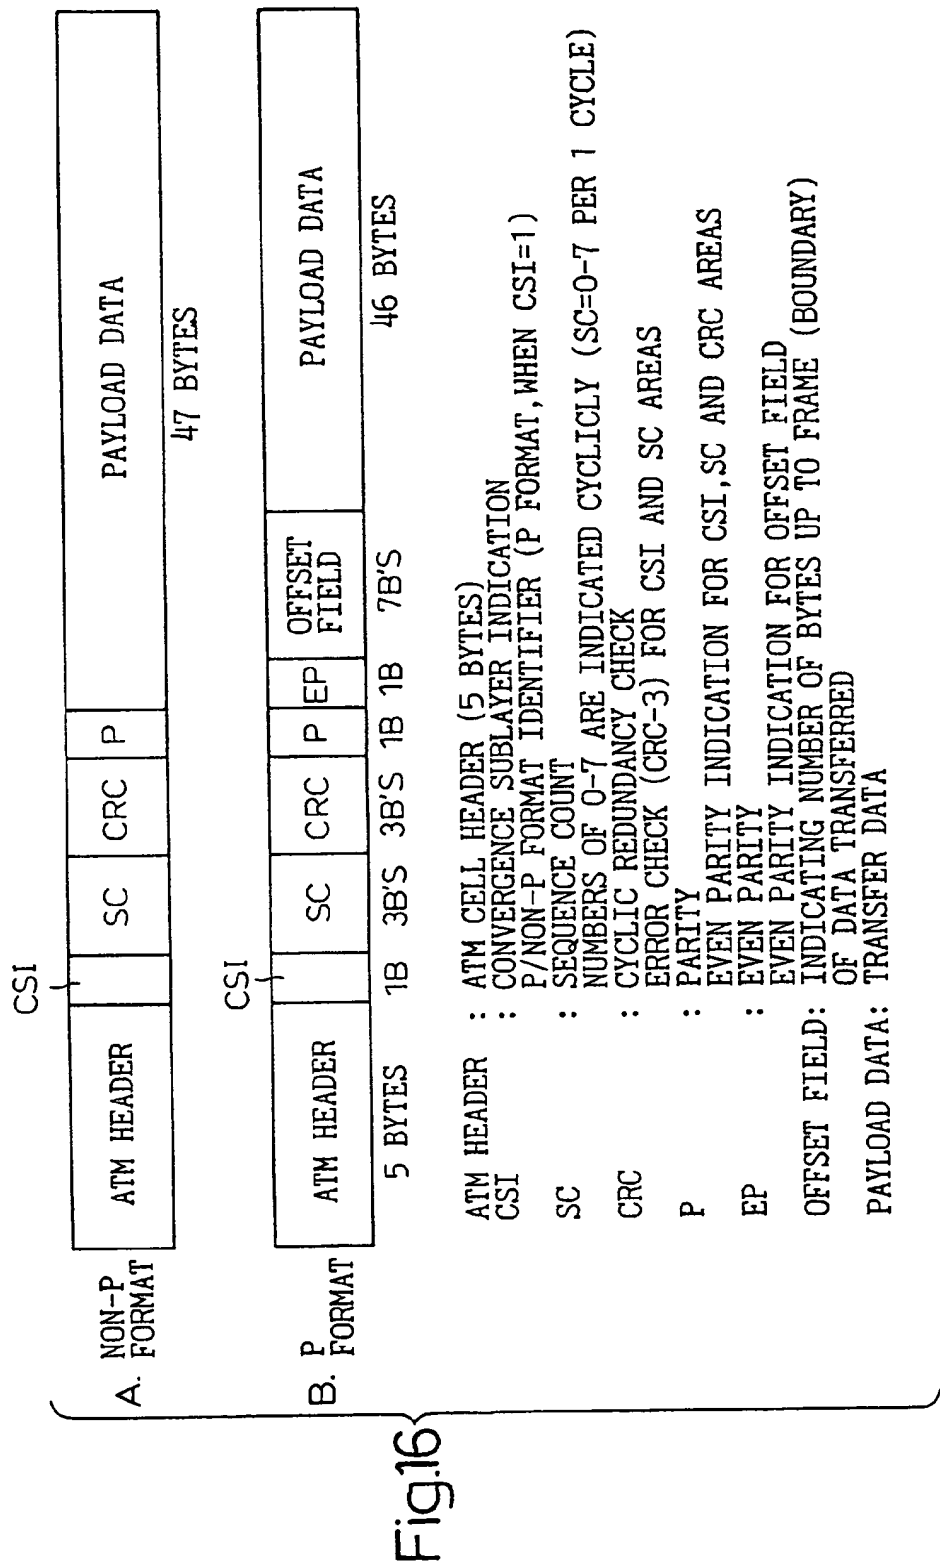 Fig.16
A. NON-P
FORMAT
CSI
ATM HEADER SC CRC P PAYLOAD DATA
47 BYTES
B. P
FORMAT
CSI
ATM HEADER SC CRC P EP OFFSET
FIELD PAYLOAD DATA
5 BYTES 1B 3B'S 3B'S 1B 1B 7B'S 46 BYTES
ATM HEADER : ATM CELL HEADER (5 BYTES)
CSI : CONVERGENCE SUBLAYER INDICATION
P/NON-P FORMAT IDENTIFIER (P FORMAT,WHEN CSI=1)
SC : SEQUENCE COUNT
NUMBERS OF 0-7 ARE INDICATED CYCLICLY (SC=0-7 PER 1 CYCLE)
CRC : CYCLIC REDUNDANCY CHECK
ERROR CHECK (CRC-3) FOR CSI AND SC AREAS
P : PARITY
EVEN PARITY INDICATION FOR CSI,SC AND CRC AREAS
EP : EVEN PARITY
EVEN PARITY INDICATION FOR OFFSET FIELD
OFFSET FIELD: INDICATING NUMBER OF BYTES UP TO FRAME (BOUNDARY)
OF DATA TRANSFERRED
PAYLOAD DATA: TRANSFER DATA